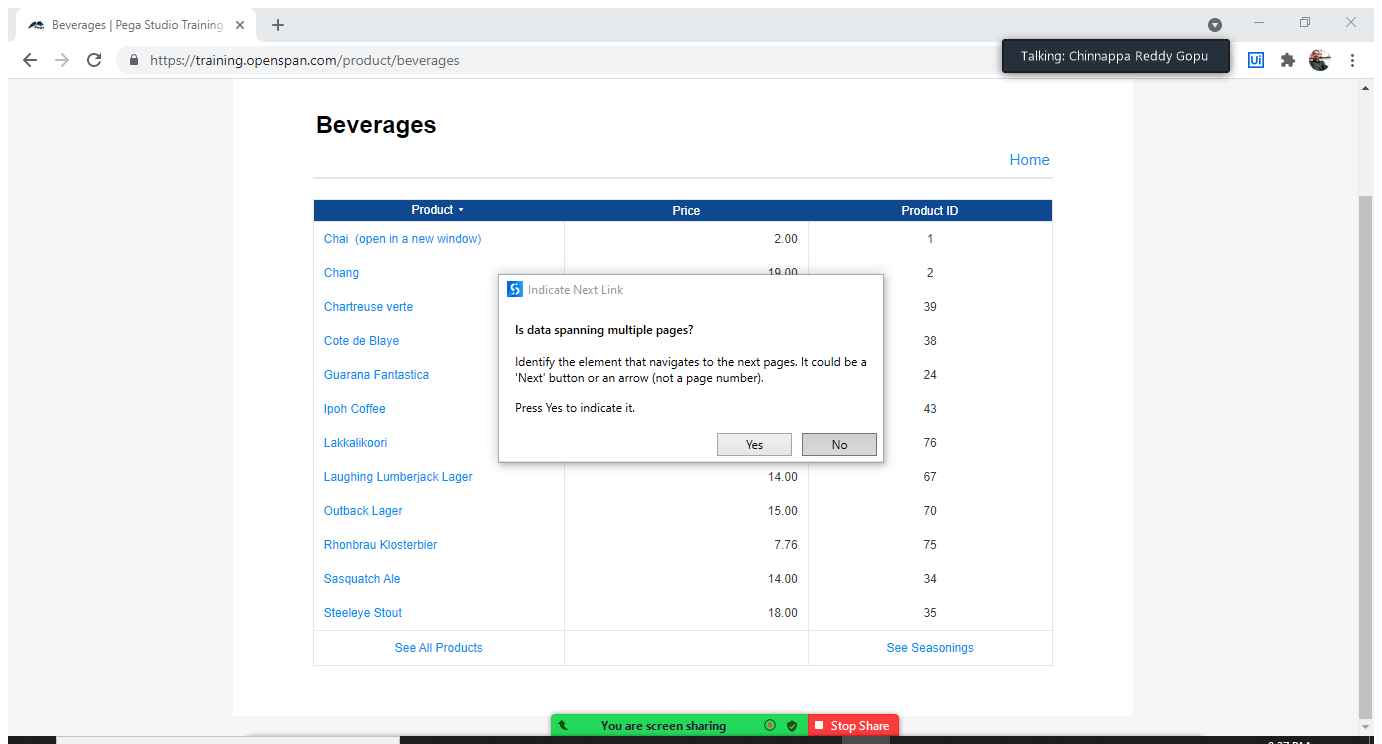 Beverages | Pega Studio Training
https://training.openspan.com/product/beverages
Talking: Chinnappa Reddy Gopu
Ui
Beverages
Home
Product Price Product ID
Chai (open in a new window) 2.00 1
Chang 19.00 2
Chartreuse verte 39
Cote de Blaye 38
Guarana Fantastica 24
Ipoh Coffee 43
Lakkalikoori 76
Laughing Lumberjack Lager 14.00 67
Outback Lager 15.00 70
Rhonbrau Klosterbier 7.76 75
Sasquatch Ale 14.00 34
Steeleye Stout 18.00 35
See All Products See Seasonings
Indicate Next Link
Is data spanning multiple pages?
Identify the element that navigates to the next pages. It could be a
'Next' button or an arrow (not a page number).
Press Yes to indicate it.
Yes No
You are screen sharing Stop Share